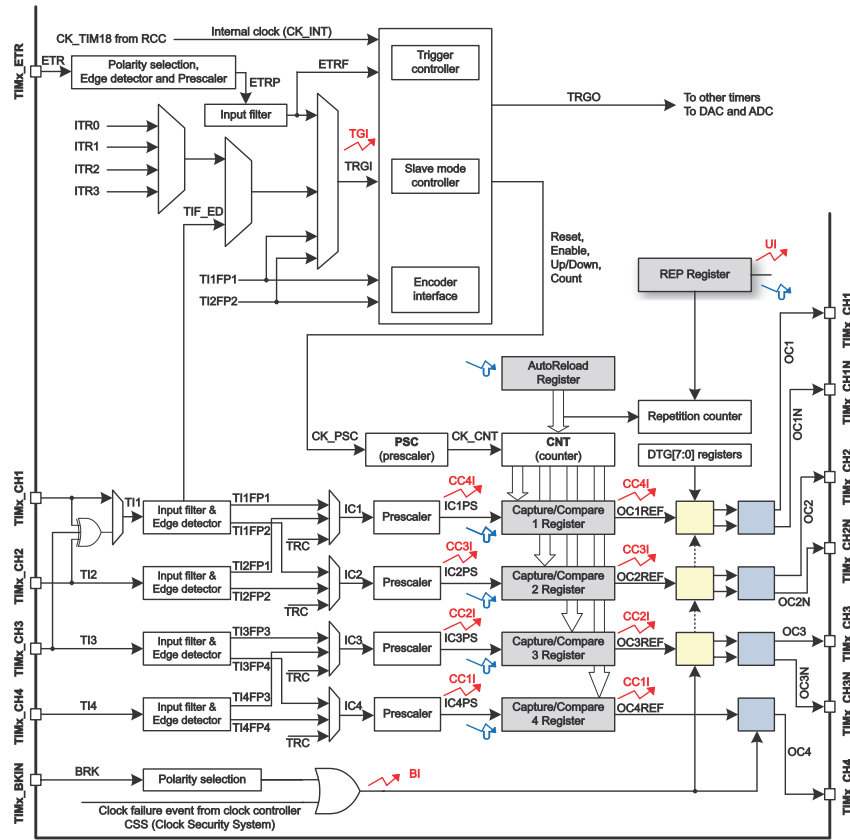 CK_TIM18 from RCC
Internal clock (CK_INT)
TIMx_ETR
ETR
Polarity selection,
Edge detector and Prescaler
ETRP
Input filter
ETRF
Trigger
controller
TRGO
To other timers
To DAC and ADC
ITR0
ITR1
ITR2
ITR3
TGI
TRGI
Slave mode
controller
TIF_ED
Reset,
Enable,
Up/Down,
Count
TI1FP1
TI2FP2
Encoder
interface
UI
REP Register
AutoReload
Register
Repetition counter
CK_PSC
PSC
(prescaler)
CK_CNT
CNT
(counter)
DTG[7:0] registers
TIMx_CH1
TI1
Input filter &
Edge detector
TI1FP1
TI1FP2
TRC
IC1
Prescaler
CC4I
IC1PS
Capture/Compare
1 Register
CC4I
OC1REF
OC1
TIMx_CH1
OC1N
TIMx_CH1N
TIMx_CH2
TI2
Input filter &
Edge detector
TI2FP1
TI2FP2
TRC
IC2
Prescaler
CC3I
IC2PS
Capture/Compare
2 Register
CC3I
OC2REF
OC2
TIMx_CH2
OC2N
TIMx_CH2N
TIMx_CH3
TI3
Input filter &
Edge detector
TI3FP3
TI3FP4
TRC
IC3
Prescaler
CC2I
IC3PS
Capture/Compare
3 Register
CC2I
OC3REF
OC3
TIMx_CH3
OC3N
TIMx_CH3N
TIMx_CH4
TI4
Input filter &
Edge detector
TI4FP3
TI4FP4
TRC
IC4
Prescaler
CC1I
IC4PS
Capture/Compare
4 Register
CC1I
OC4REF
OC4
TIMx_CH4
TIMx_BKIN
BRK
Polarity selection
BI
Clock failure event from clock controller
CSS (Clock Security System)